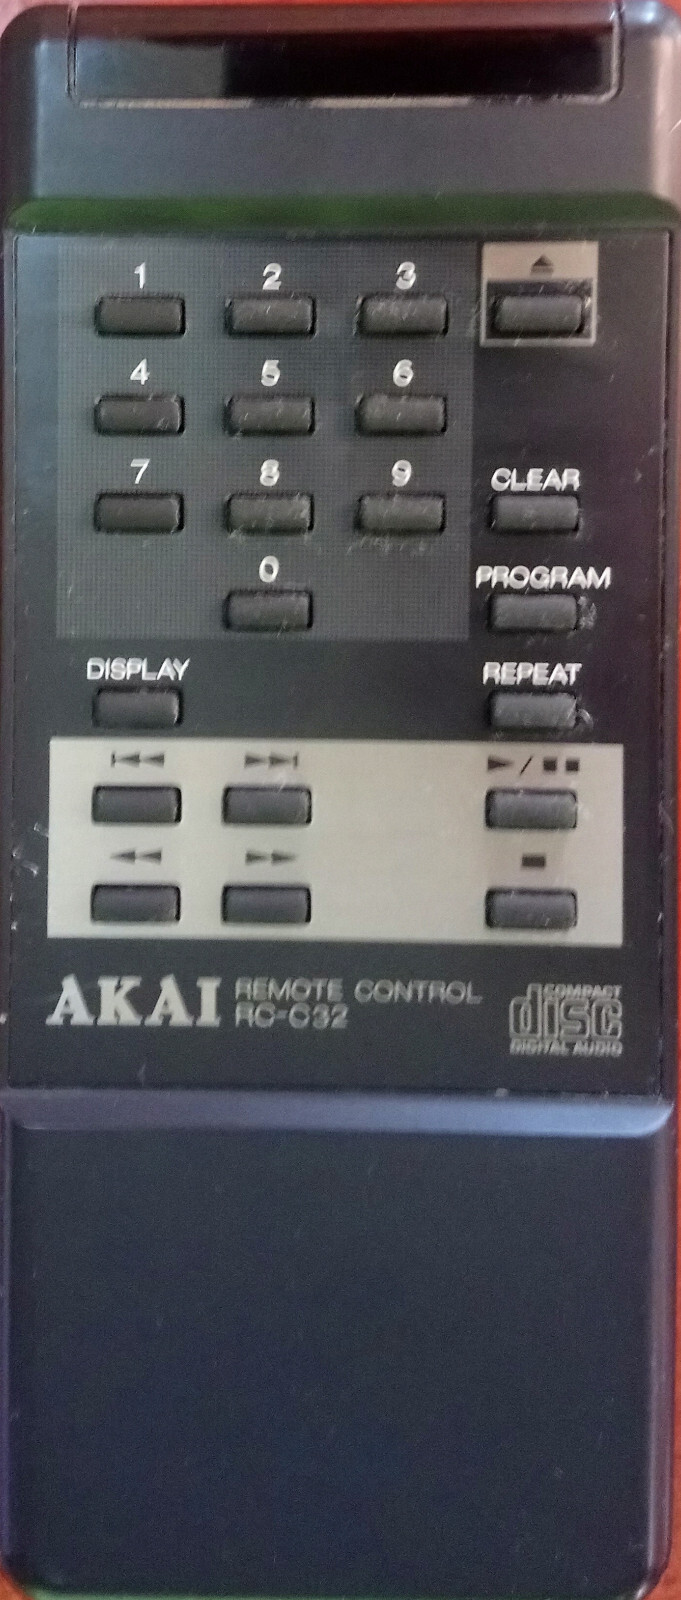 1 2 3
4 5 6
7 8 9 CLEAR
0 PROGRAM
DISPLAY REPEAT
AKAI REMOTE CONTROL
RC-C32
COMPACT
disc
DIGITAL AUDIO